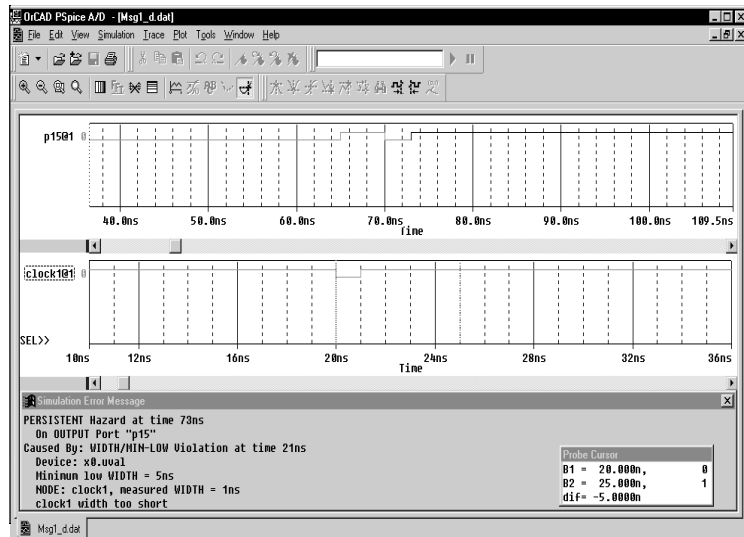 OrCAD PSpice A/D - [Msg1_d.dat]
File Edit View Simulation Trace Plot Tools Window Help
p15@1 0
40.0ns 50.0ns 60.0ns 70.0ns 80.0ns 90.0ns 100.0ns 109.5ns
Time
clock1@1 0
SEL>>
10ns 12ns 16ns 20ns 24ns 28ns 32ns 36ns
Time
Simulation Error Message
PERSISTENT Hazard at time 73ns
On OUTPUT Port "p15"
Caused By: WIDTH/MIN-LOW Violation at time 21ns
Device: x0.uval
Minimum low WIDTH = 5ns
NODE: clock1, measured WIDTH = 1ns
clock1 width too short
Probe Cursor
B1 = 20.000n, 0
B2 = 25.000n, 1
dif= -5.0000n
Msg1_d.dat